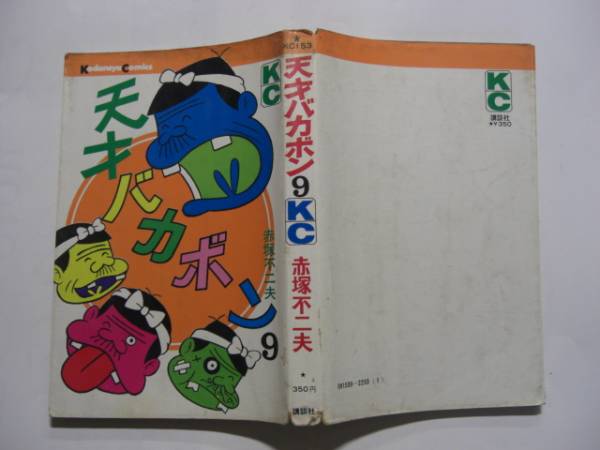 Kodansha Comics
KC
天才バカボン
赤塚不二夫
9
★
KC153
天才バカボン
9
KC
赤塚不二夫
★
350円
講談社
KC
講談社
★¥350